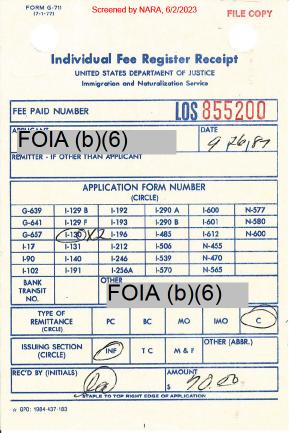 FORM G-711
(7-1-77)
Screened by NARA, 6/2/2023
FILE COPY
Individual Fee Register Receipt
UNITED STATES DEPARTMENT OF JUSTICE
Immigration and Naturalization Service
FEE PAID NUMBER LOS 855200
APPLICANT DATE
FOIA (b)(6)
REMITTER - IF OTHER THAN APPLICANT
APPLICATION FORM NUMBER
(CIRCLE)
G-639 I-129 B I-192 I-290 A I-600 N-577
G-641 I-129 F I-193 I-290 B I-601 N-580
G-657 I-130 X2 I-196 I-485 I-612 N-600
I-17 I-131 I-212 I-506 N-455
I-90 I-140 I-246 I-539 N-470
I-102 I-191 I-256A I-570 N-565
BANK TRANSIT NO. OTHER
FOIA (b)(6)
TYPE OF REMITTANCE (CIRCLE) PC BC MO IMO C
ISSUING SECTION (CIRCLE) INF T C M & F OTHER (ABBR.)
REC'D BY (INITIALS) AMOUNT
$ 70.00
STAPLE TO TOP RIGHT EDGE OF APPLICATION
GPO: 1984-437-183